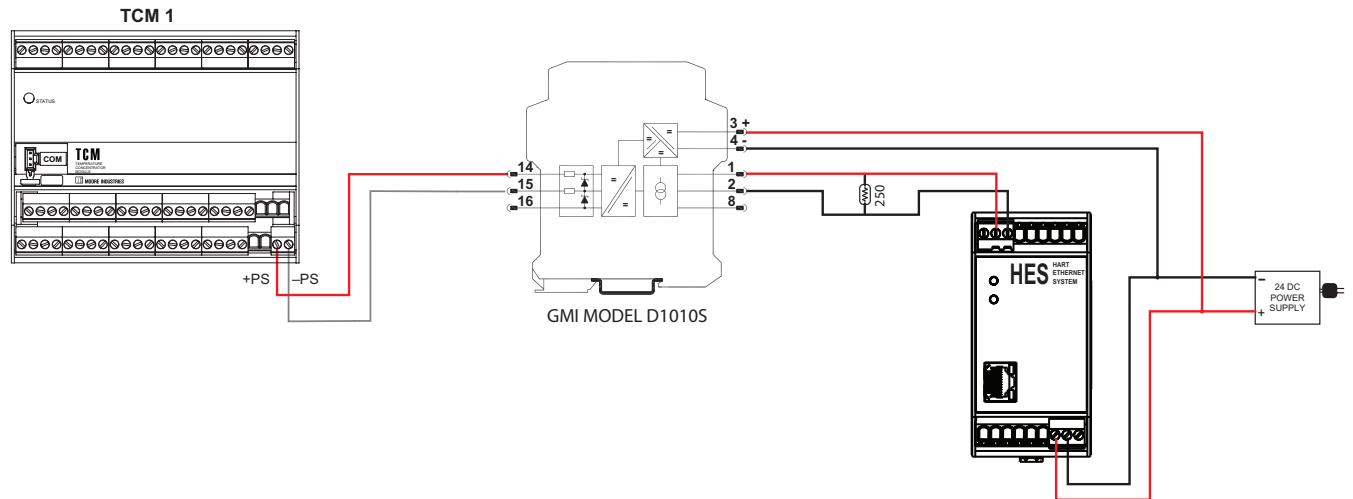 TCM 1
STATUS
COM
TCM
TEMPERATURE
CONCENTRATOR
MODULE
MOORE INDUSTRIES
+PS
–PS
14
15
16
3 +
4 -
1
2
8
GMI MODEL D1010S
250
HES
HART
ETHERNET
SYSTEM
–
24 DC
POWER
SUPPLY
+